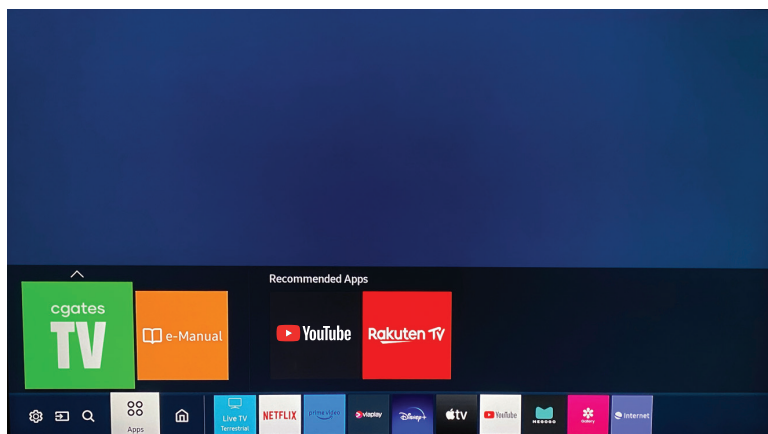 Recommended Apps
cgates
TV
e-Manual
YouTube
Rakuten TV
Apps
Live TV
Terrestrial
NETFLIX
prime video
viaplay
Disney+
tv
YouTube
MEGOGO
Gallery
Internet